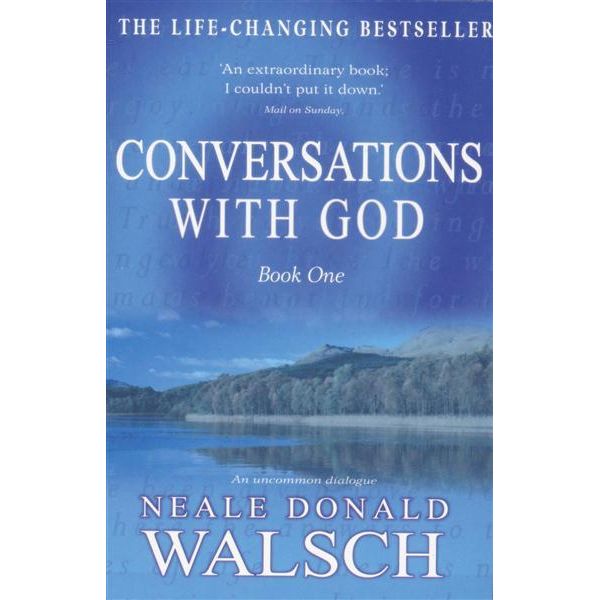 THE LIFE-CHANGING BESTSELLER
‘An extraordinary book;
I couldn’t put it down.’
Mail on Sunday.
CONVERSATIONS
WITH GOD
Book One
An uncommon dialogue
NEALE DONALD
WALSCH